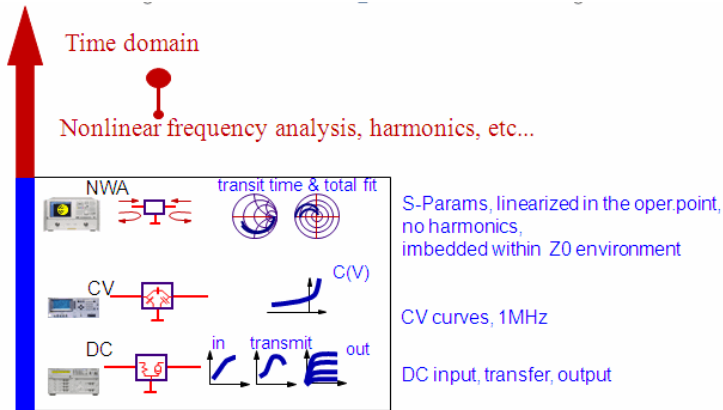 Time domain
Nonlinear frequency analysis, harmonics, etc...
NWA
transit time & total fit
S-Params, linearized in the oper.point,
no harmonics,
imbedded within Z0 environment
CV
C(V)
CV curves, 1MHz
DC
in
transmit
out
DC input, transfer, output